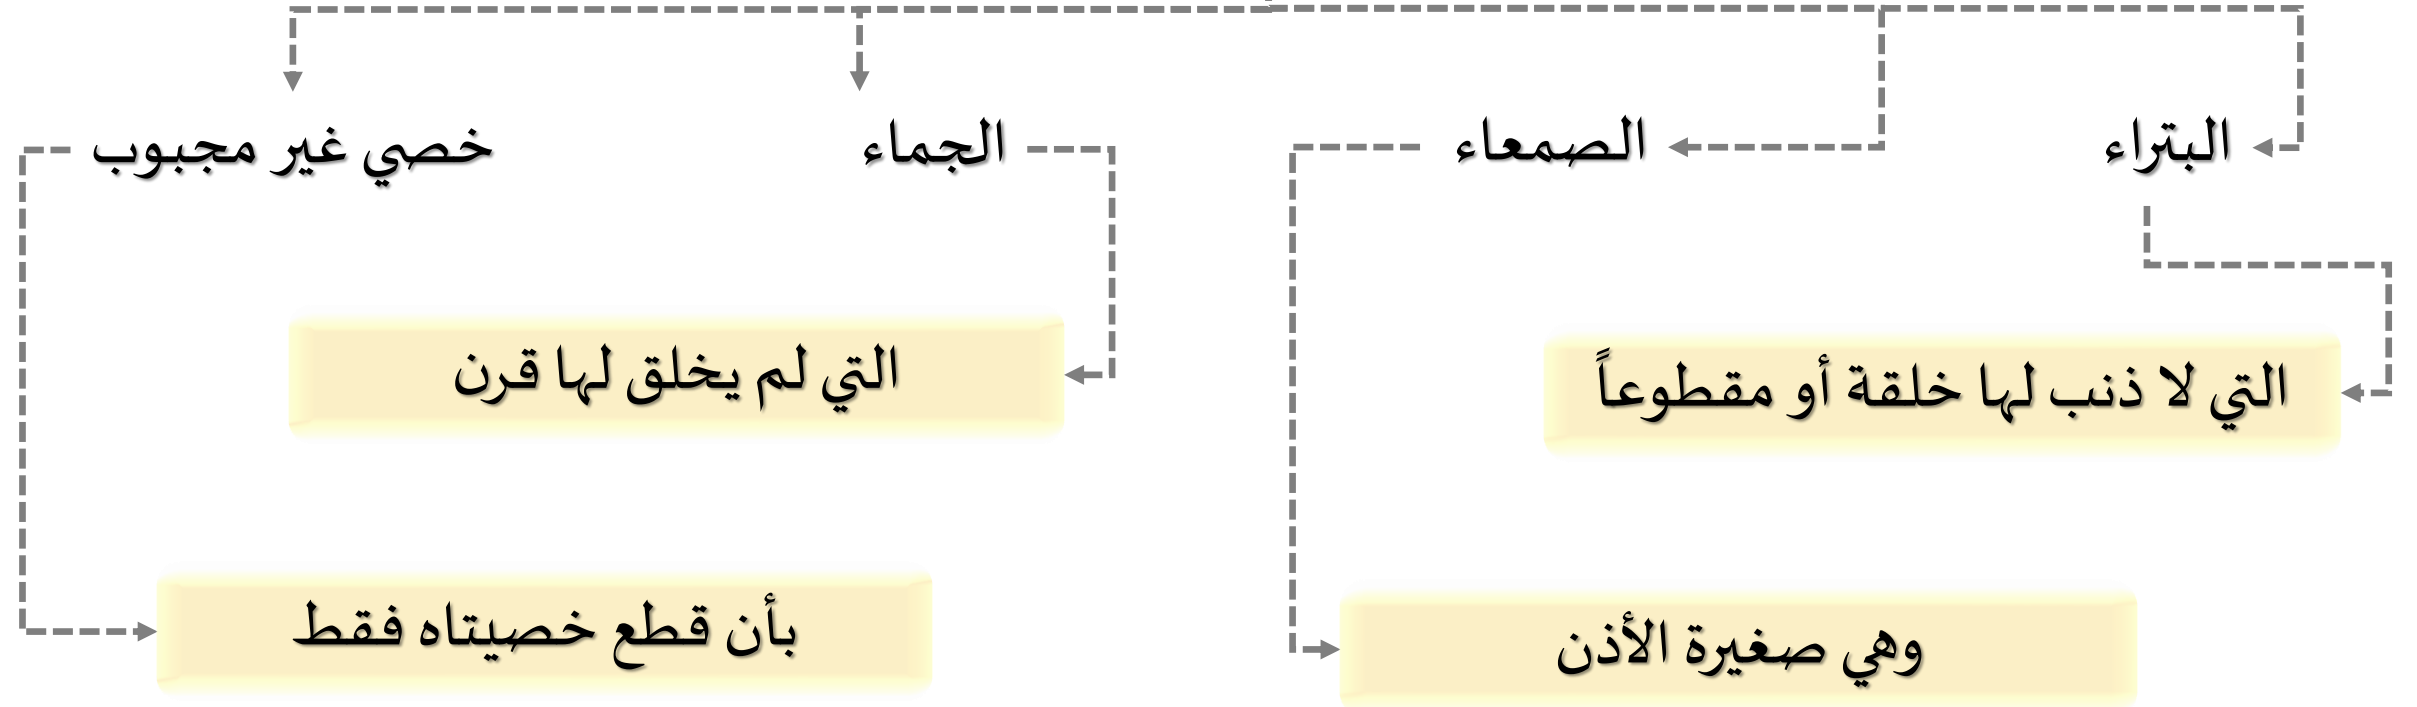 البتراء
الصمعاء
الجماء
خصي غير مجبوب
التي لا ذنب لها خلقة أو مقطوعاً
التي لم يخلق لها قرن
وهي صغيرة الأذن
بأن قطع خصيتاه فقط